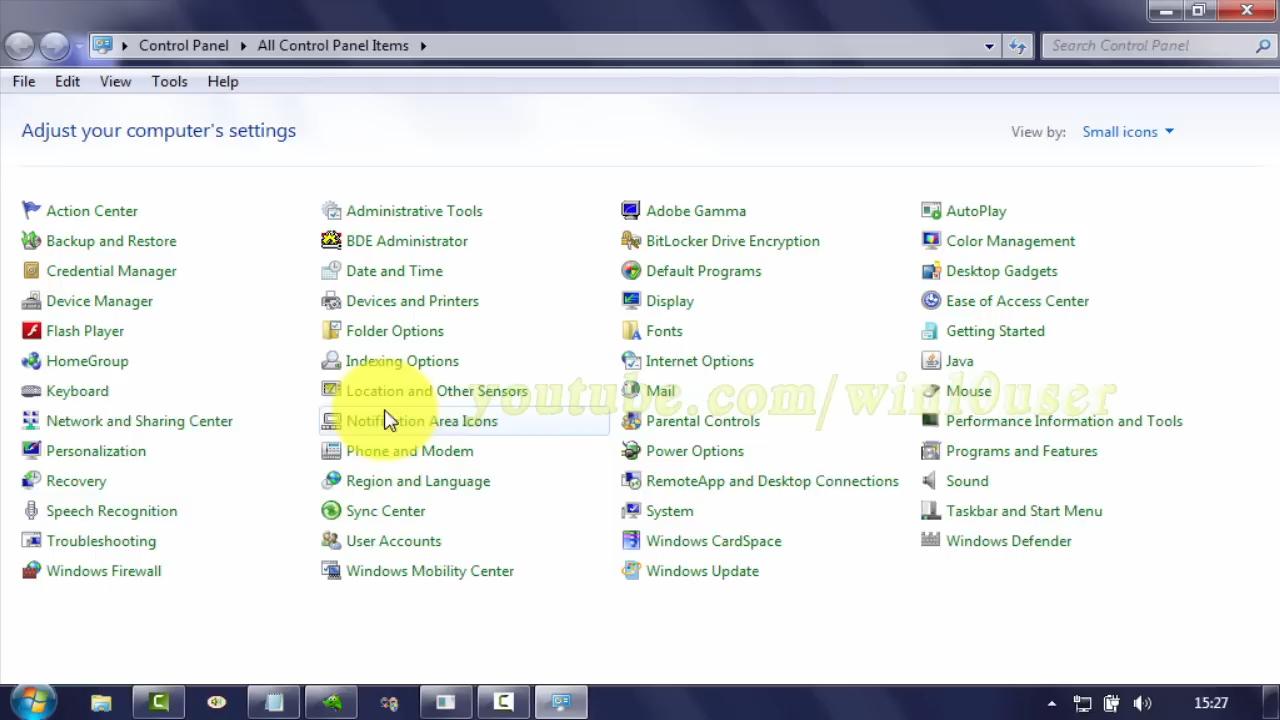 Control Panel All Control Panel Items Search Control Panel
File Edit View Tools Help
Adjust your computer's settings View by: Small icons
Action Center Administrative Tools Adobe Gamma AutoPlay
Backup and Restore BDE Administrator BitLocker Drive Encryption Color Management
Credential Manager Date and Time Default Programs Desktop Gadgets
Device Manager Devices and Printers Display Ease of Access Center
Flash Player Folder Options Fonts Getting Started
HomeGroup Indexing Options Internet Options Java
Keyboard Location and Other Sensors Mail Mouse
youtube.com/win10user
Network and Sharing Center Notification Area Icons Parental Controls Performance Information and Tools
Personalization Phone and Modem Power Options Programs and Features
Recovery Region and Language RemoteApp and Desktop Connections Sound
Speech Recognition Sync Center System Taskbar and Start Menu
Troubleshooting User Accounts Windows CardSpace Windows Defender
Windows Firewall Windows Mobility Center Windows Update
15:27